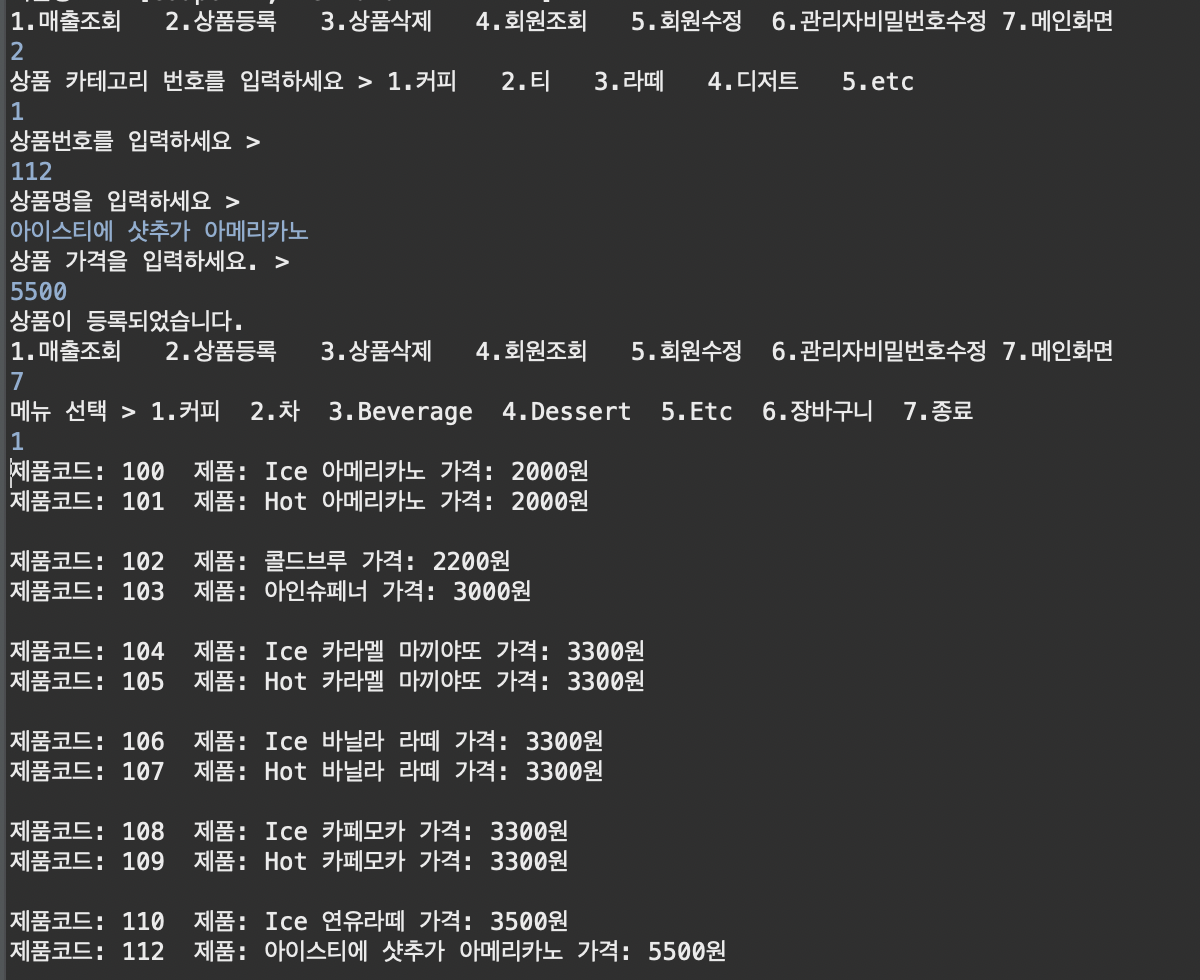 1.매출조회 2.상품등록 3.상품삭제 4.회원조회 5.회원수정 6.관리자비밀번호수정 7.메인화면
2
상품 카테고리 번호를 입력하세요 > 1.커피 2.티 3.라떼 4.디저트 5.etc
1
상품번호를 입력하세요 >
112
상품명을 입력하세요 >
아이스티에 샷추가 아메리카노
상품 가격을 입력하세요. >
5500
상품이 등록되었습니다.
1.매출조회 2.상품등록 3.상품삭제 4.회원조회 5.회원수정 6.관리자비밀번호수정 7.메인화면
7
메뉴 선택 > 1.커피 2.차 3.Beverage 4.Dessert 5.Etc 6.장바구니 7.종료
1
제품코드: 100 제품: Ice 아메리카노 가격: 2000원
제품코드: 101 제품: Hot 아메리카노 가격: 2000원
제품코드: 102 제품: 콜드브루 가격: 2200원
제품코드: 103 제품: 아인슈페너 가격: 3000원
제품코드: 104 제품: Ice 카라멜 마끼야또 가격: 3300원
제품코드: 105 제품: Hot 카라멜 마끼야또 가격: 3300원
제품코드: 106 제품: Ice 바닐라 라떼 가격: 3300원
제품코드: 107 제품: Hot 바닐라 라떼 가격: 3300원
제품코드: 108 제품: Ice 카페모카 가격: 3300원
제품코드: 109 제품: Hot 카페모카 가격: 3300원
제품코드: 110 제품: Ice 연유라떼 가격: 3500원
제품코드: 112 제품: 아이스티에 샷추가 아메리카노 가격: 5500원